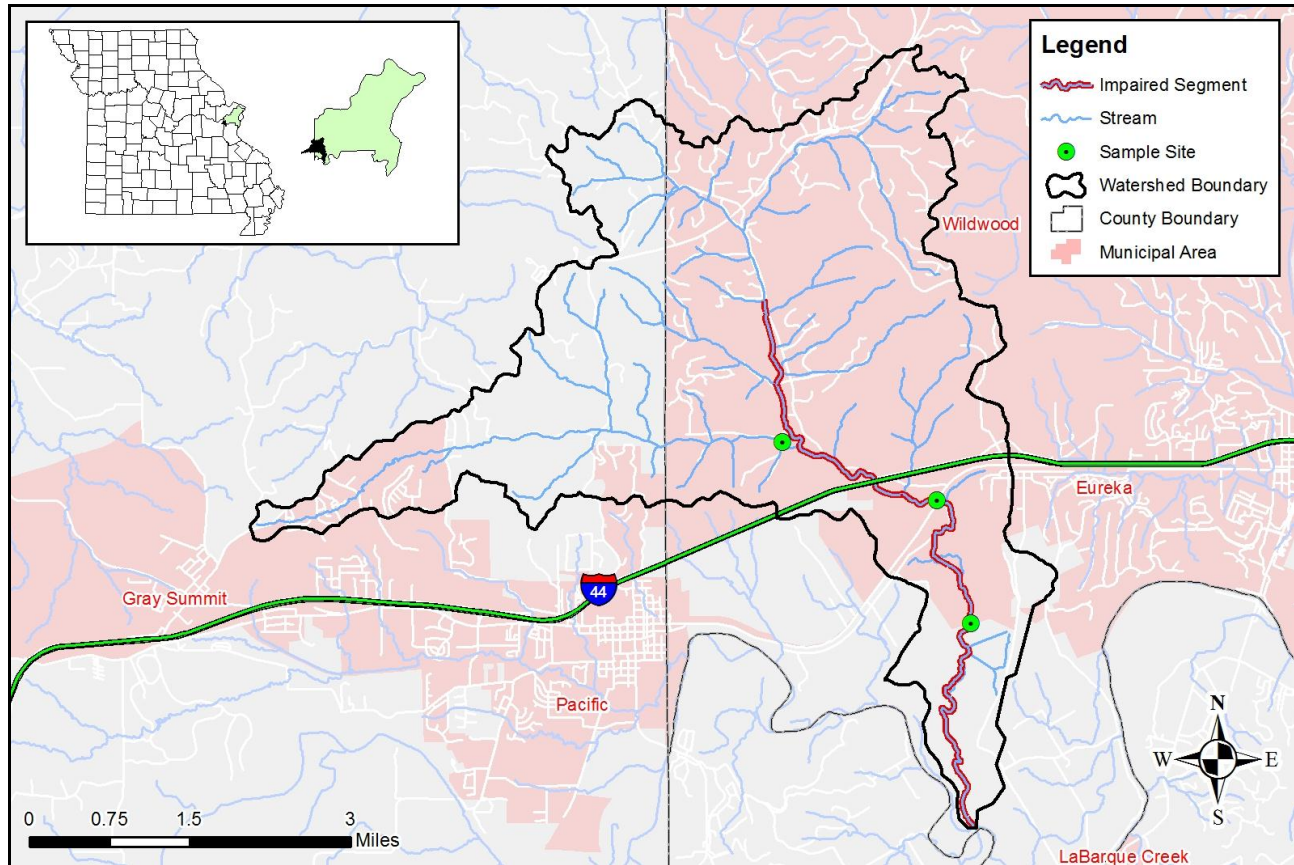 Legend
Impaired Segment
Stream
Sample Site
Watershed Boundary
County Boundary
Municipal Area
Wildwood
Eureka
Gray Summit
44
Pacific
LaBarque Creek
N
W
E
S
0 0.75 1.5 3
Miles